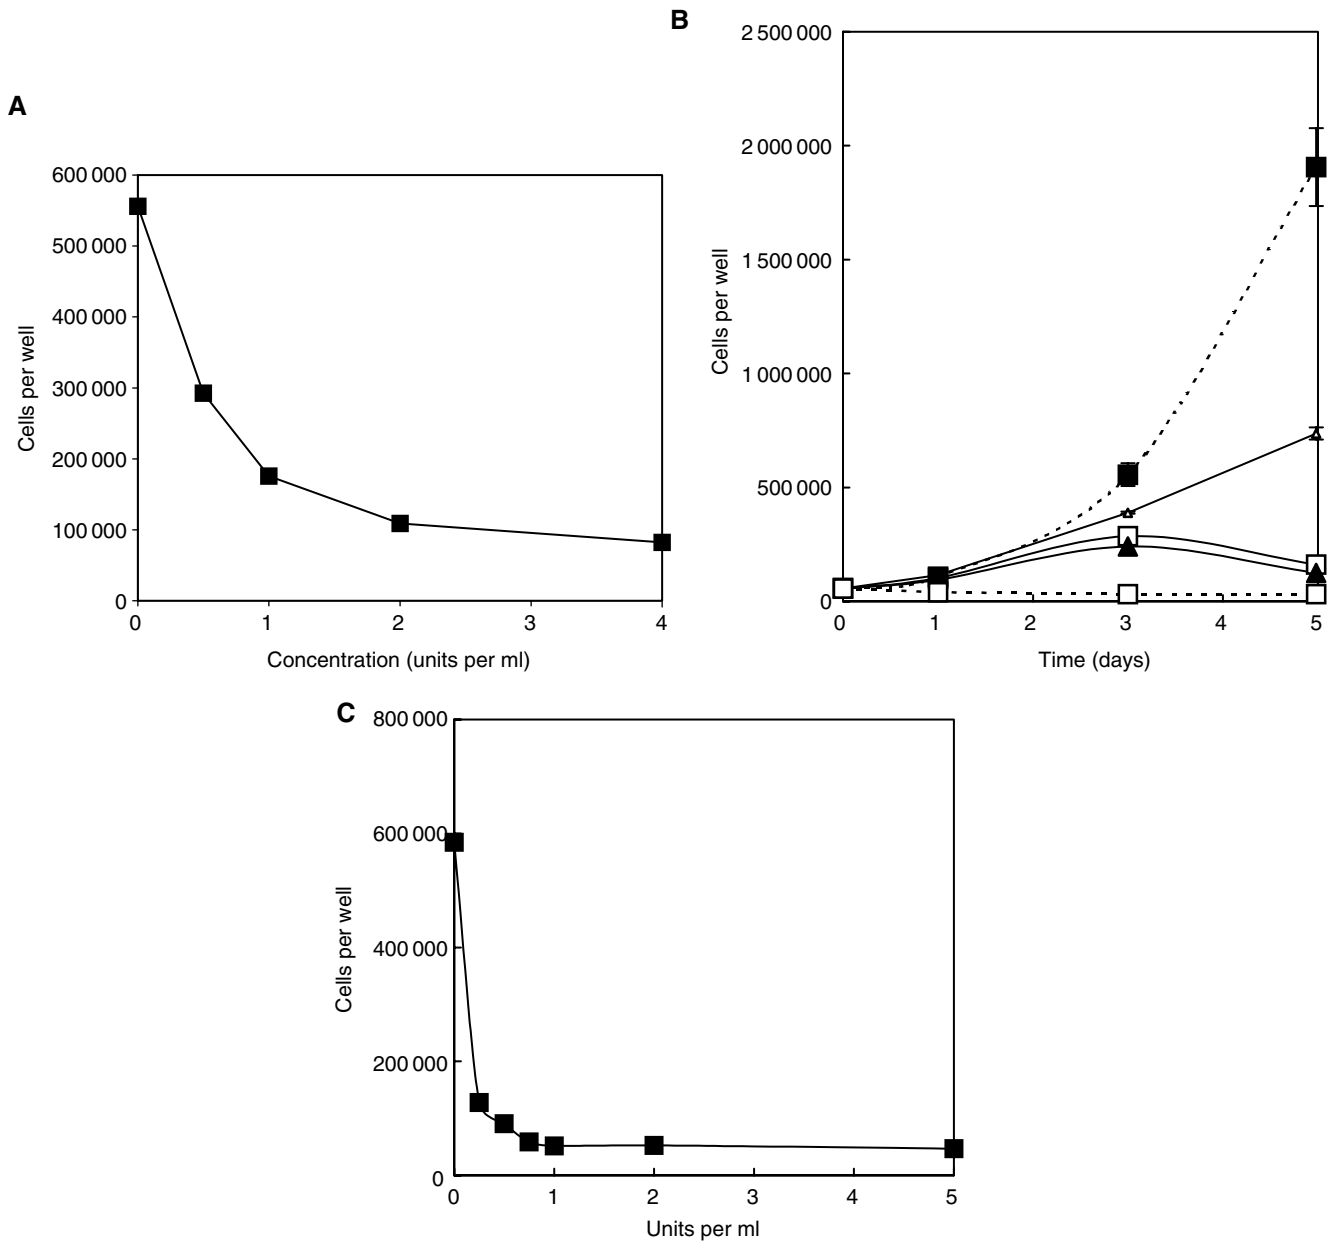 A
600 000
500 000
400 000
300 000
200 000
100 000
0
Cells per well
0 1 2 3 4
Concentration (units per ml)
B
2 500 000
2 000 000
1 500 000
1 000 000
500 000
0
Cells per well
0 1 2 3 4 5
Time (days)
C
800 000
600 000
400 000
200 000
0
Cells per well
0 1 2 3 4 5
Units per ml